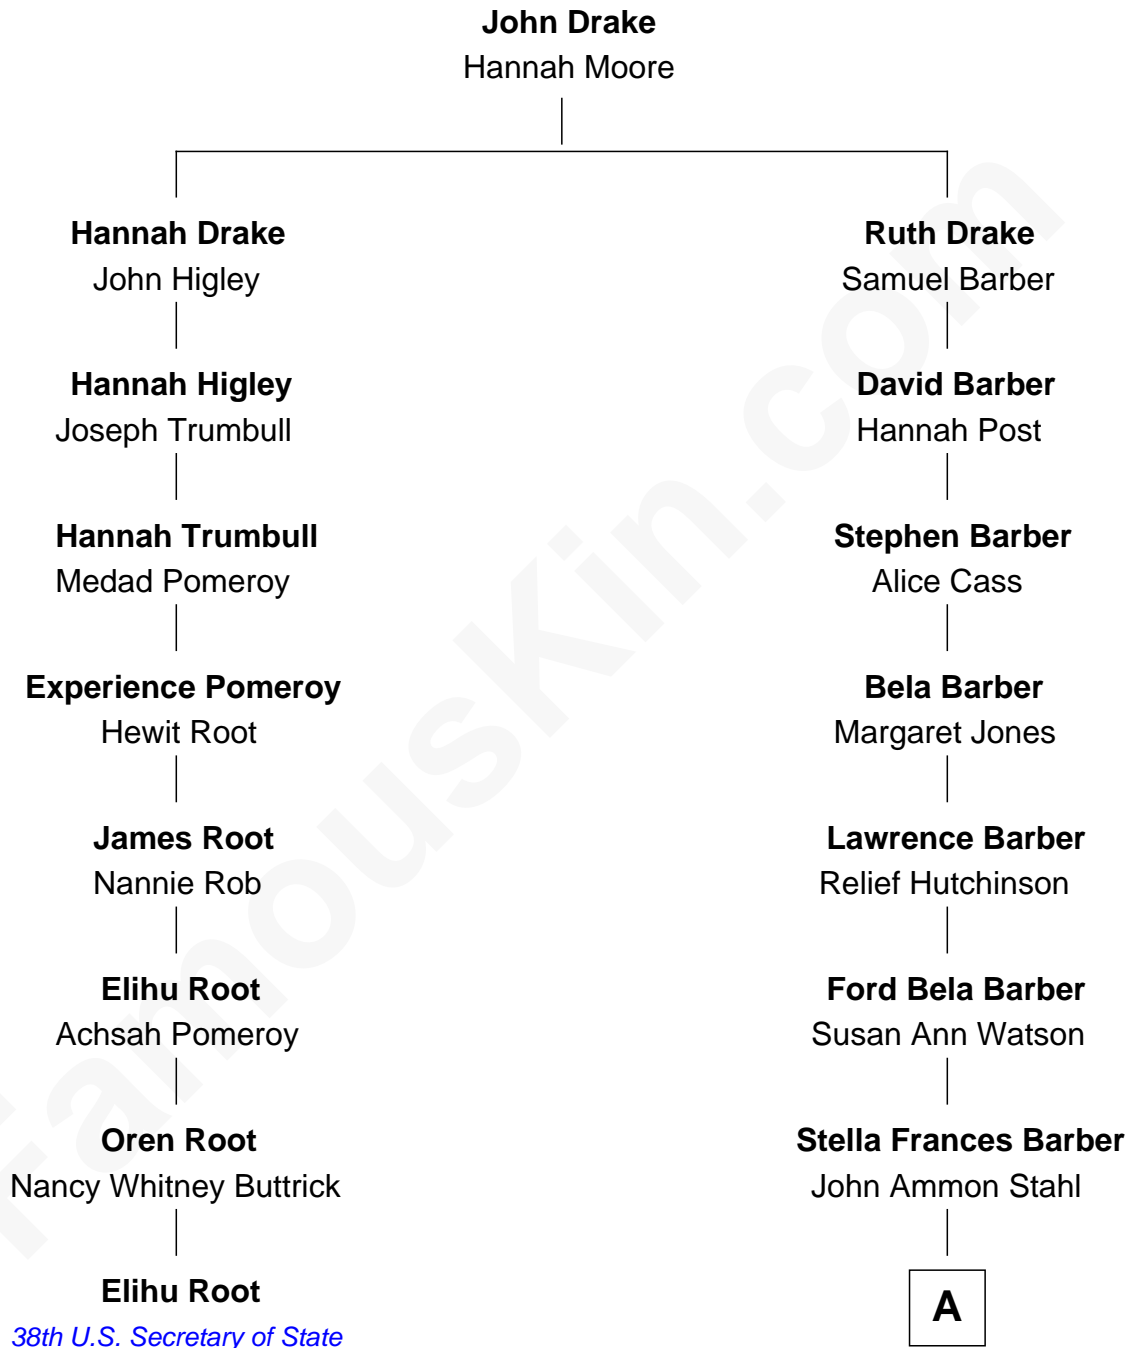 John Drake
Hannah Moore
Hannah Drake
John Higley
Ruth Drake
Samuel Barber
Hannah Higley
Joseph Trumbull
David Barber
Hannah Post
Hannah Trumbull
Medad Pomeroy
Stephen Barber
Alice Cass
Experience Pomeroy
Hewit Root
Bela Barber
Margaret Jones
James Root
Nannie Rob
Lawrence Barber
Relief Hutchinson
Elihu Root
Achsah Pomeroy
Ford Bela Barber
Susan Ann Watson
Oren Root
Nancy Whitney Buttrick
Stella Frances Barber
John Ammon Stahl
Elihu Root
38th U.S. Secretary of State
A
FamousKin.com